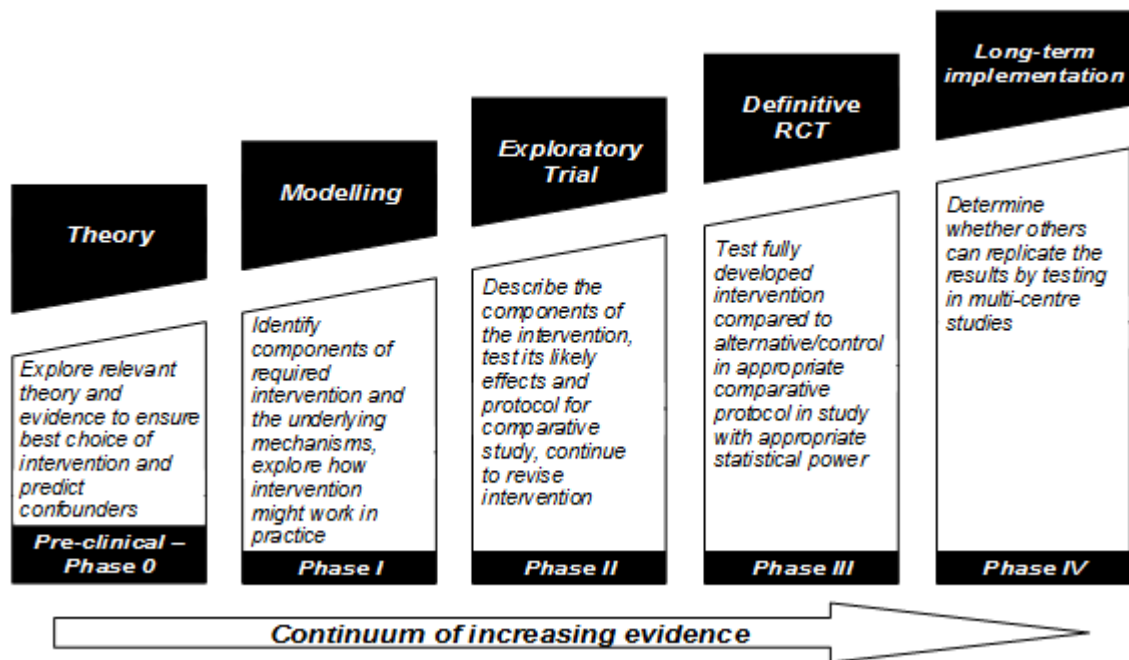 Theory
Explore relevant
theory and
evidence to ensure
best choice of
intervention and
predict
confounders
Pre-clinical –
Phase 0
Modelling
Identify
components of
required
intervention and
the underlying
mechanisms,
explore how
intervention
might work in
practice
Phase I
Exploratory
Trial
Describe the
components of
the intervention,
test its likely
effects and
protocol for
comparative
study, continue
to revise
intervention
Phase II
Definitive
RCT
Test fully
developed
intervention
compared to
alternative/control
in appropriate
comparative
protocol in study
with appropriate
statistical power
Phase III
Long-term
implementation
Determine
whether others
can replicate the
results by testing
in multi-centre
studies
Phase IV
Continuum of increasing evidence